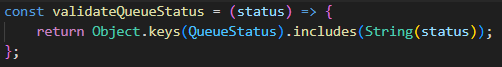 const validateQueueStatus = (status) => {
    return Object.keys(QueueStatus).includes(String(status));
};